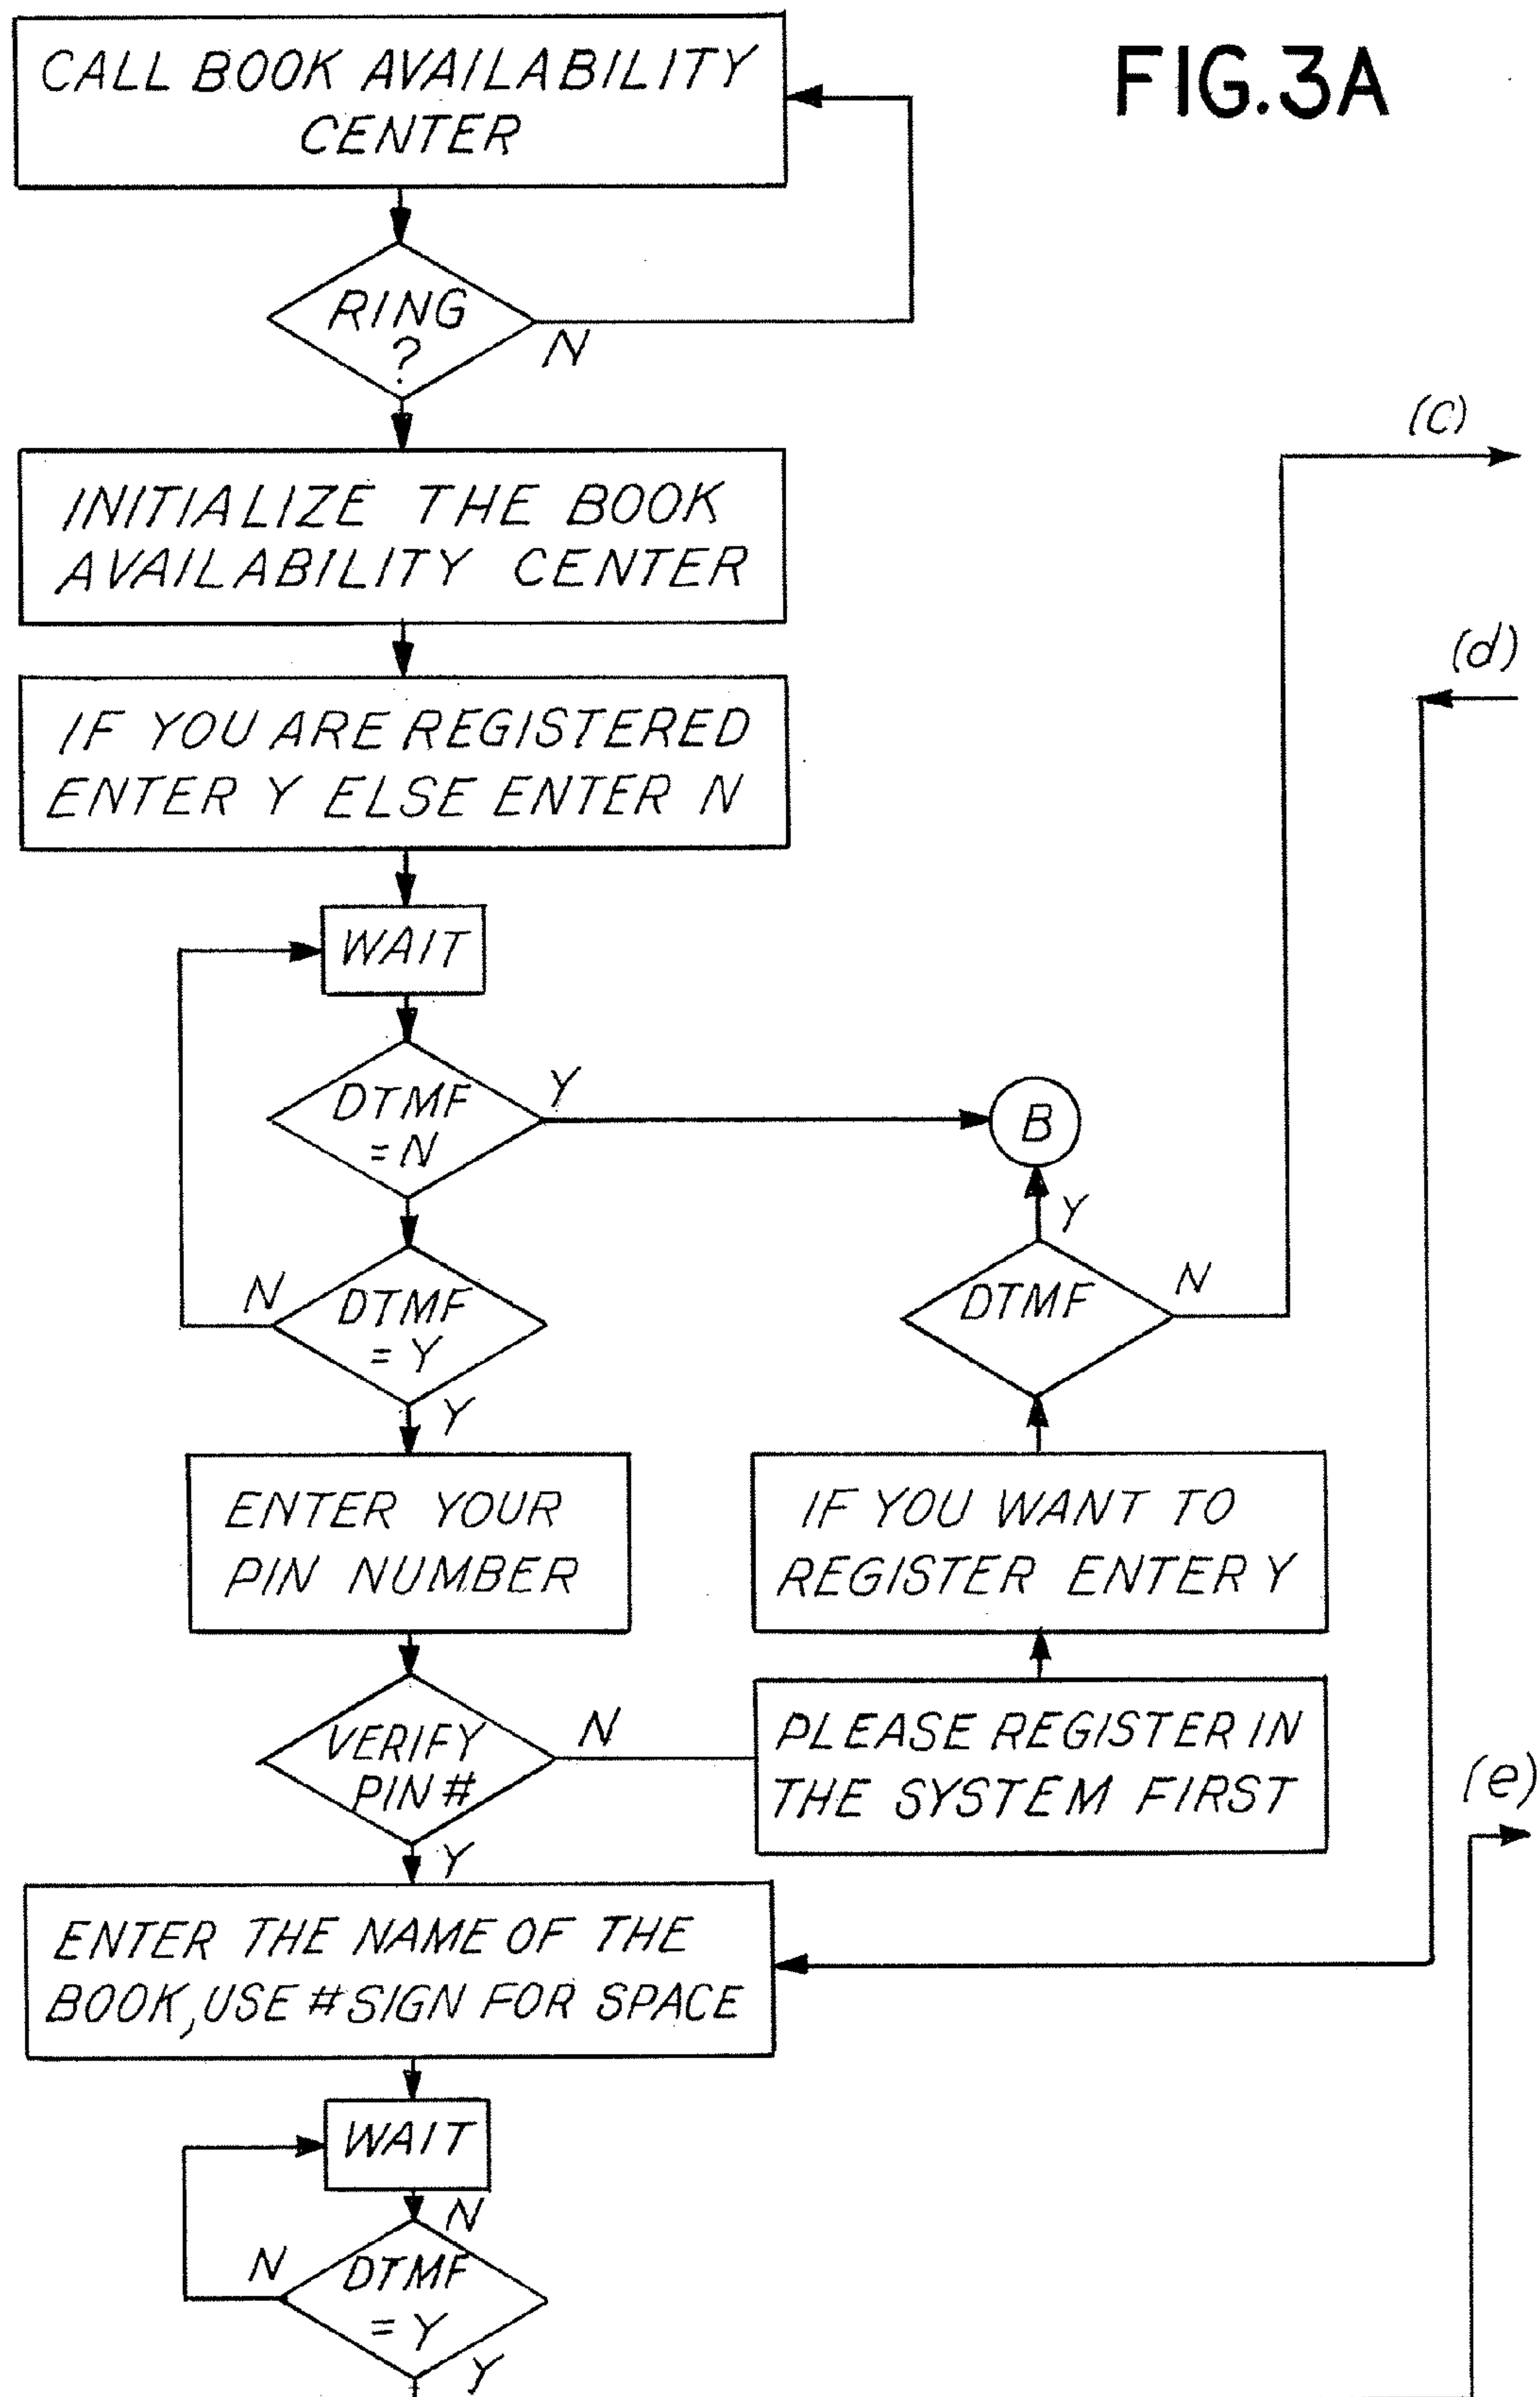 FIG.3A
CALL BOOK AVAILABILITY
CENTER
RING
?
N
INITIALIZE THE BOOK
AVAILABILITY CENTER
(c)
(d)
IF YOU ARE REGISTERED
ENTER Y ELSE ENTER N
WAIT
DTMF
=N
Y
B
DTMF
=Y
N
Y
Y
DTMF
N
ENTER YOUR
PIN NUMBER
IF YOU WANT TO
REGISTER ENTER Y
VERIFY
PIN #
N
Y
PLEASE REGISTER IN
THE SYSTEM FIRST
(e)
ENTER THE NAME OF THE
BOOK, USE # SIGN FOR SPACE
WAIT
N
N
DTMF
=Y
Y